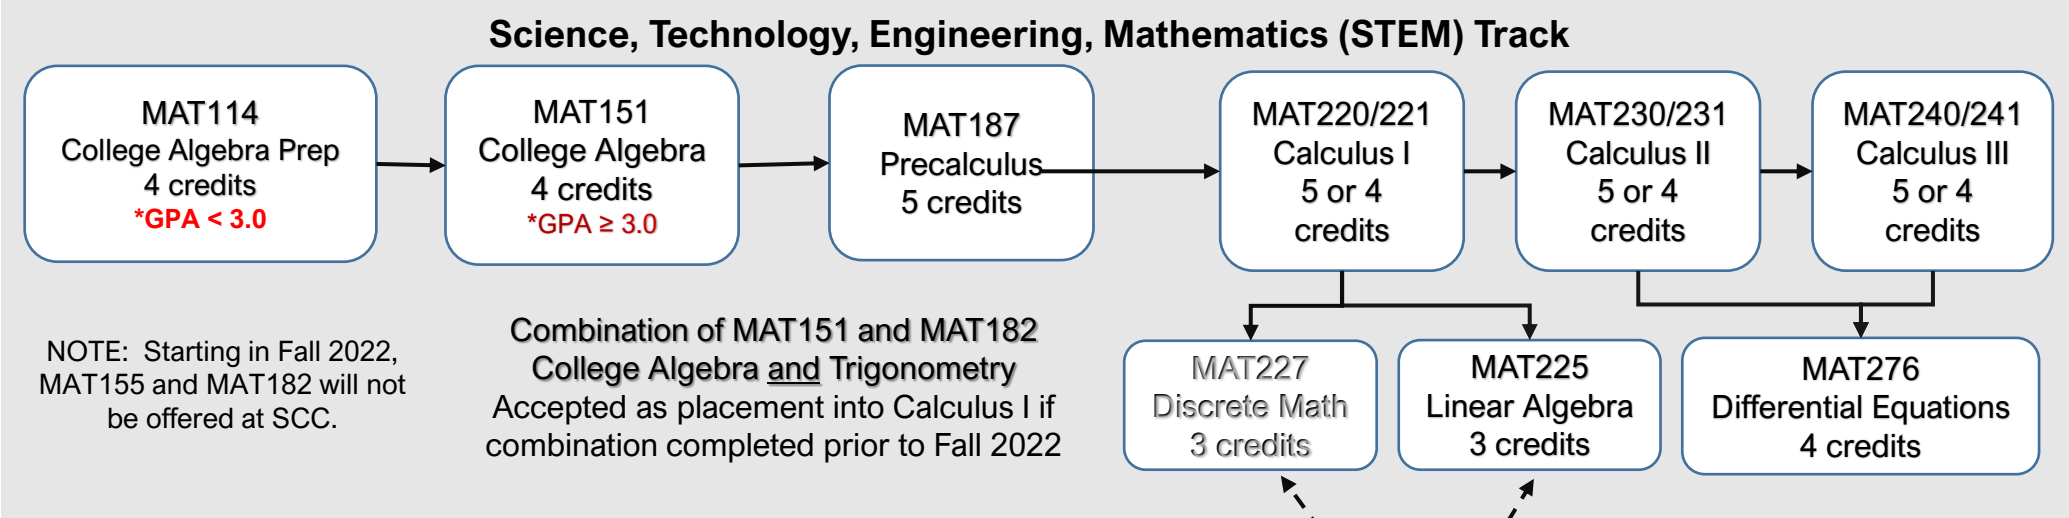 Science, Technology, Engineering, Mathematics (STEM) Track
MAT114
College Algebra Prep
4 credits
*GPA < 3.0
MAT151
College Algebra
4 credits
*GPA ≥ 3.0
MAT187
Precalculus
5 credits
MAT220/221
Calculus I
5 or 4
credits
MAT230/231
Calculus II
5 or 4
credits
MAT240/241
Calculus III
5 or 4
credits
NOTE:  Starting in Fall 2022,
MAT155 and MAT182 will not
be offered at SCC.
Combination of MAT151 and MAT182
College Algebra and Trigonometry
Accepted as placement into Calculus I if
combination completed prior to Fall 2022
MAT227
Discrete Math
3 credits
MAT225
Linear Algebra
3 credits
MAT276
Differential Equations
4 credits